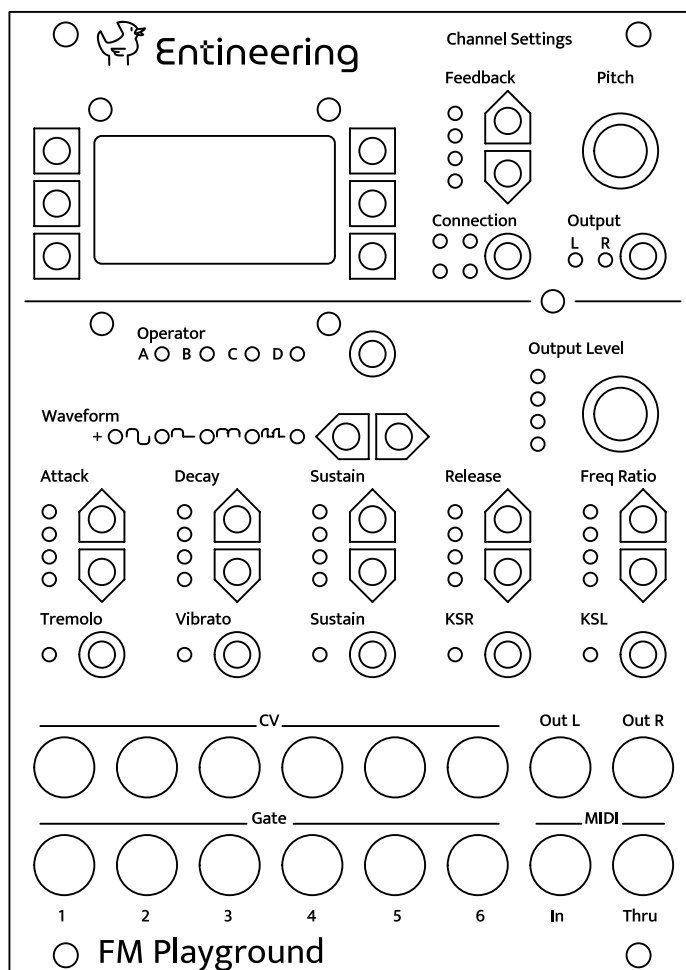 Entineering
Channel Settings
Feedback Pitch
Connection Output
L R
Operator
A B C D
Output Level
Waveform
+
Attack Decay Sustain Release Freq Ratio
Tremolo Vibrato Sustain KSR KSL
CV Out L Out R
Gate MIDI
1 2 3 4 5 6 In Thru
FM Playground